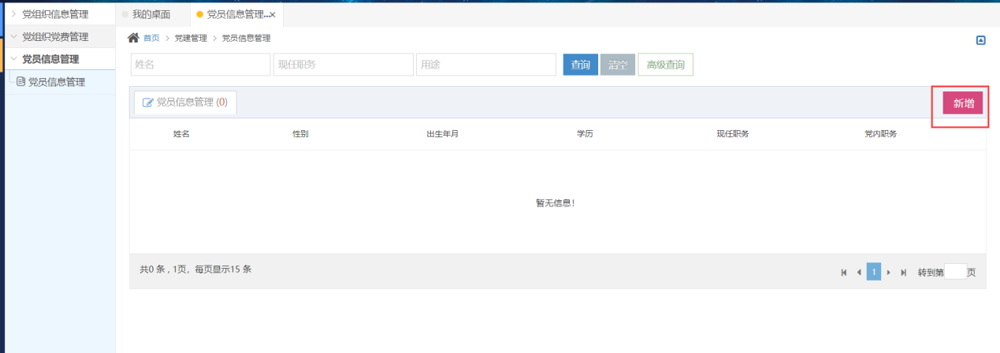 党组织信息管理
党组织党费管理
党员信息管理
党员信息管理
我的桌面
党员信息管理...×
首页 > 党建管理 > 党员信息管理
姓名 现任职务 用途 查询 清空 高级查询
党员信息管理 (0)
新增
姓名 性别 出生年月 学历 现任职务 党内职务
暂无信息!
共0 条 , 1页，每页显示15 条
1 转到第 页